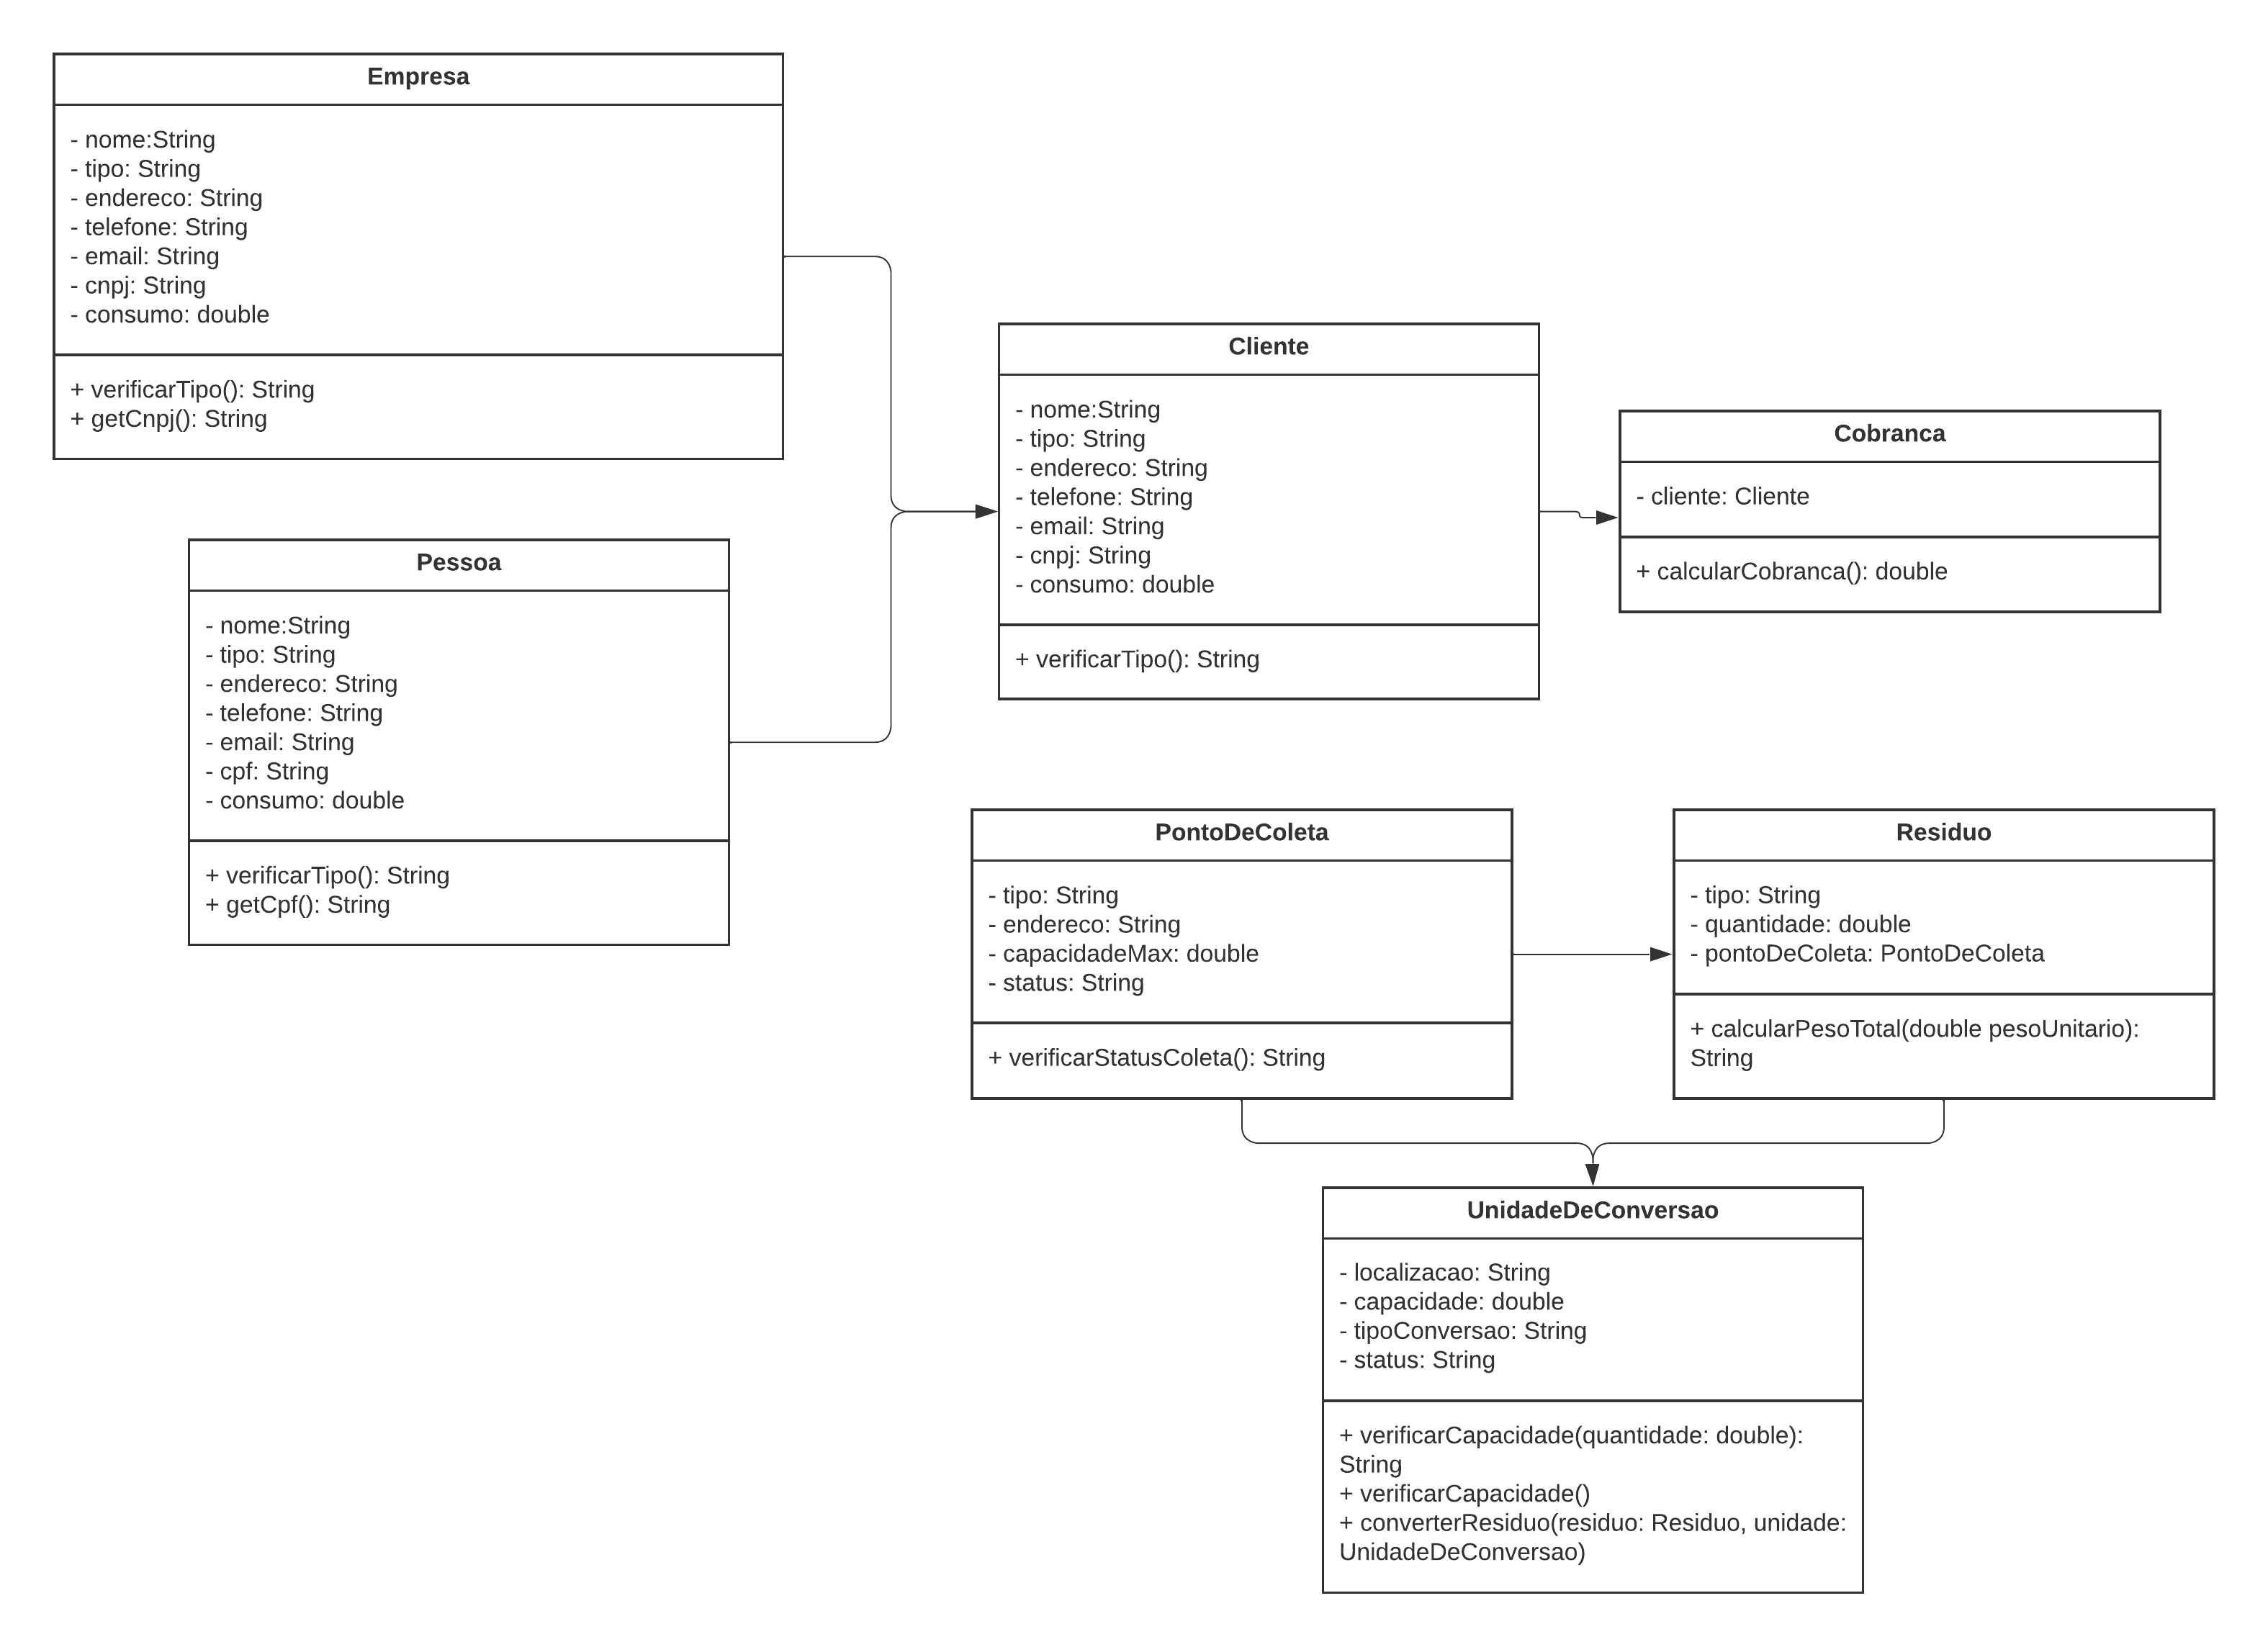 Empresa
- nome:String
- tipo: String
- endereco: String
- telefone: String
- email: String
- cnpj: String
- consumo: double
+ verificarTipo(): String
+ getCnpj(): String
Pessoa
- nome:String
- tipo: String
- endereco: String
- telefone: String
- email: String
- cpf: String
- consumo: double
+ verificarTipo(): String
+ getCpf(): String
Cliente
- nome:String
- tipo: String
- endereco: String
- telefone: String
- email: String
- cnpj: String
- consumo: double
+ verificarTipo(): String
Cobranca
- cliente: Cliente
+ calcularCobranca(): double
PontoDeColeta
- tipo: String
- endereco: String
- capacidadeMax: double
- status: String
+ verificarStatusColeta(): String
Residuo
- tipo: String
- quantidade: double
- pontoDeColeta: PontoDeColeta
+ calcularPesoTotal(double pesoUnitario):
String
UnidadeDeConversao
- localizacao: String
- capacidade: double
- tipoConversao: String
- status: String
+ verificarCapacidade(quantidade: double):
String
+ verificarCapacidade()
+ converterResiduo(residuo: Residuo, unidade:
UnidadeDeConversao)